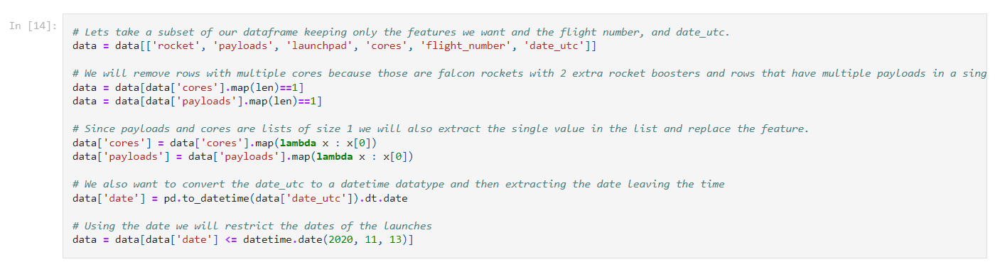 In [14]:
# Lets take a subset of our dataframe keeping only the features we want and the flight number, and date_utc.
data = data[['rocket', 'payloads', 'launchpad', 'cores', 'flight_number', 'date_utc']]
# We will remove rows with multiple cores because those are falcon rockets with 2 extra rocket boosters and rows that have multiple payloads in a sing
data = data[data['cores'].map(len)==1]
data = data[data['payloads'].map(len)==1]
# Since payloads and cores are lists of size 1 we will also extract the single value in the list and replace the feature.
data['cores'] = data['cores'].map(lambda x : x[0])
data['payloads'] = data['payloads'].map(lambda x : x[0])
# We also want to convert the date_utc to a datetime datatype and then extracting the date leaving the time
data['date'] = pd.to_datetime(data['date_utc']).dt.date
# Using the date we will restrict the dates of the launches
data = data[data['date'] <= datetime.date(2020, 11, 13)]